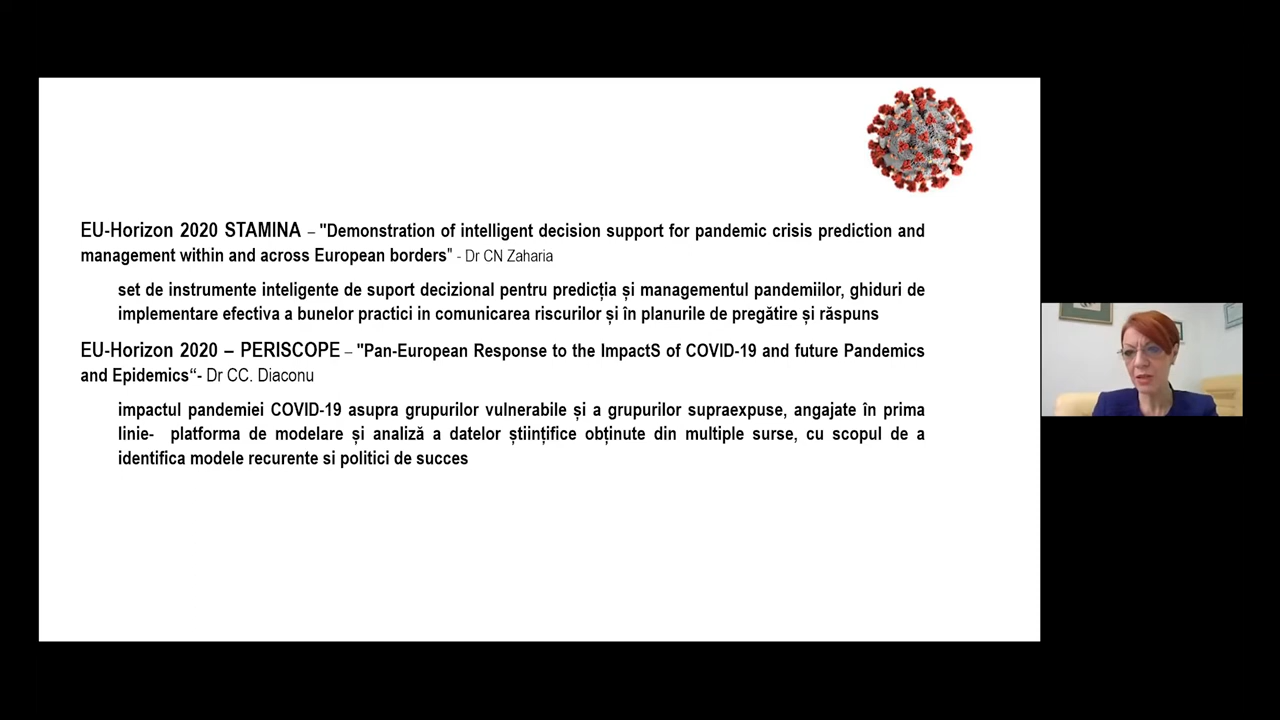 EU-Horizon 2020 STAMINA – "Demonstration of intelligent decision support for pandemic crisis prediction and
management within and across European borders" - Dr CN Zaharia
set de instrumente inteligente de suport decizional pentru predicția și managementul pandemiilor, ghiduri de
implementare efectiva a bunelor practici in comunicarea riscurilor și în planurile de pregătire și răspuns
EU-Horizon 2020 – PERISCOPE – "Pan-European Response to the ImpactS of COVID-19 and future Pandemics
and Epidemics“- Dr CC. Diaconu
impactul pandemiei COVID-19 asupra grupurilor vulnerabile și a grupurilor supraexpuse, angajate în prima
linie- platforma de modelare și analiză a datelor științifice obținute din multiple surse, cu scopul de a
identifica modele recurente si politici de succes